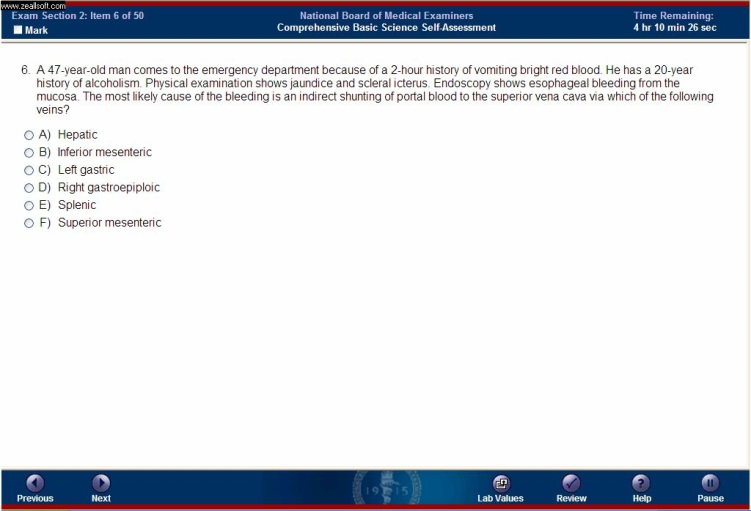 www.zeallsoft.com
Exam Section 2: Item 6 of 50
National Board of Medical Examiners
Time Remaining:
Mark
Comprehensive Basic Science Self-Assessment
4 hr 10 min 26 sec
6. A 47-year-old man comes to the emergency department because of a 2-hour history of vomiting bright red blood. He has a 20-year
history of alcoholism. Physical examination shows jaundice and scleral icterus. Endoscopy shows esophageal bleeding from the
mucosa. The most likely cause of the bleeding is an indirect shunting of portal blood to the superior vena cava via which of the following
veins?
A) Hepatic
B) Inferior mesenteric
C) Left gastric
D) Right gastroepiploic
E) Splenic
F) Superior mesenteric
1915
Previous
Next
Lab Values
Review
Help
Pause